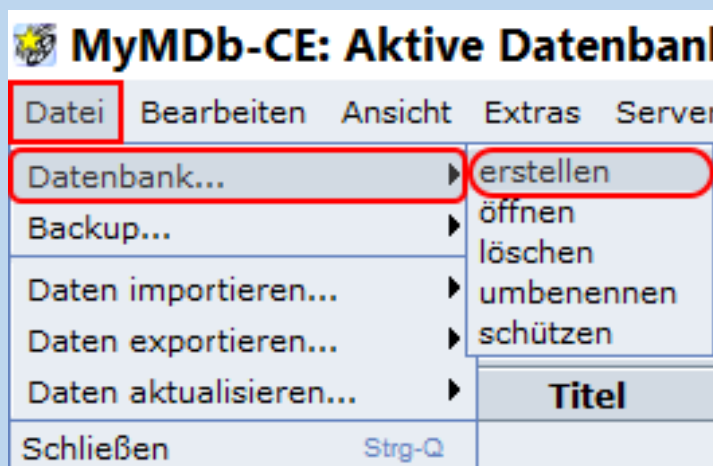 MyMDb-CE: Aktive Datenbank
Datei Bearbeiten Ansicht Extras Server
Datenbank...
erstellen
öffnen
löschen
umbenennen
schützen
Backup...
Daten importieren...
Daten exportieren...
Daten aktualisieren...
Schließen Strg-Q
Titel